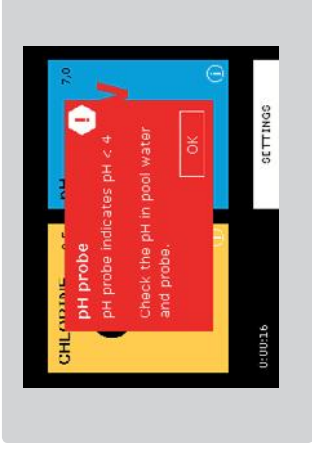 CHLORINE
pH
7,0
!
pH probe
pH probe indicates pH < 4
Check the pH in pool water
and probe.
OK
i
i
0:00:16
SETTINGS